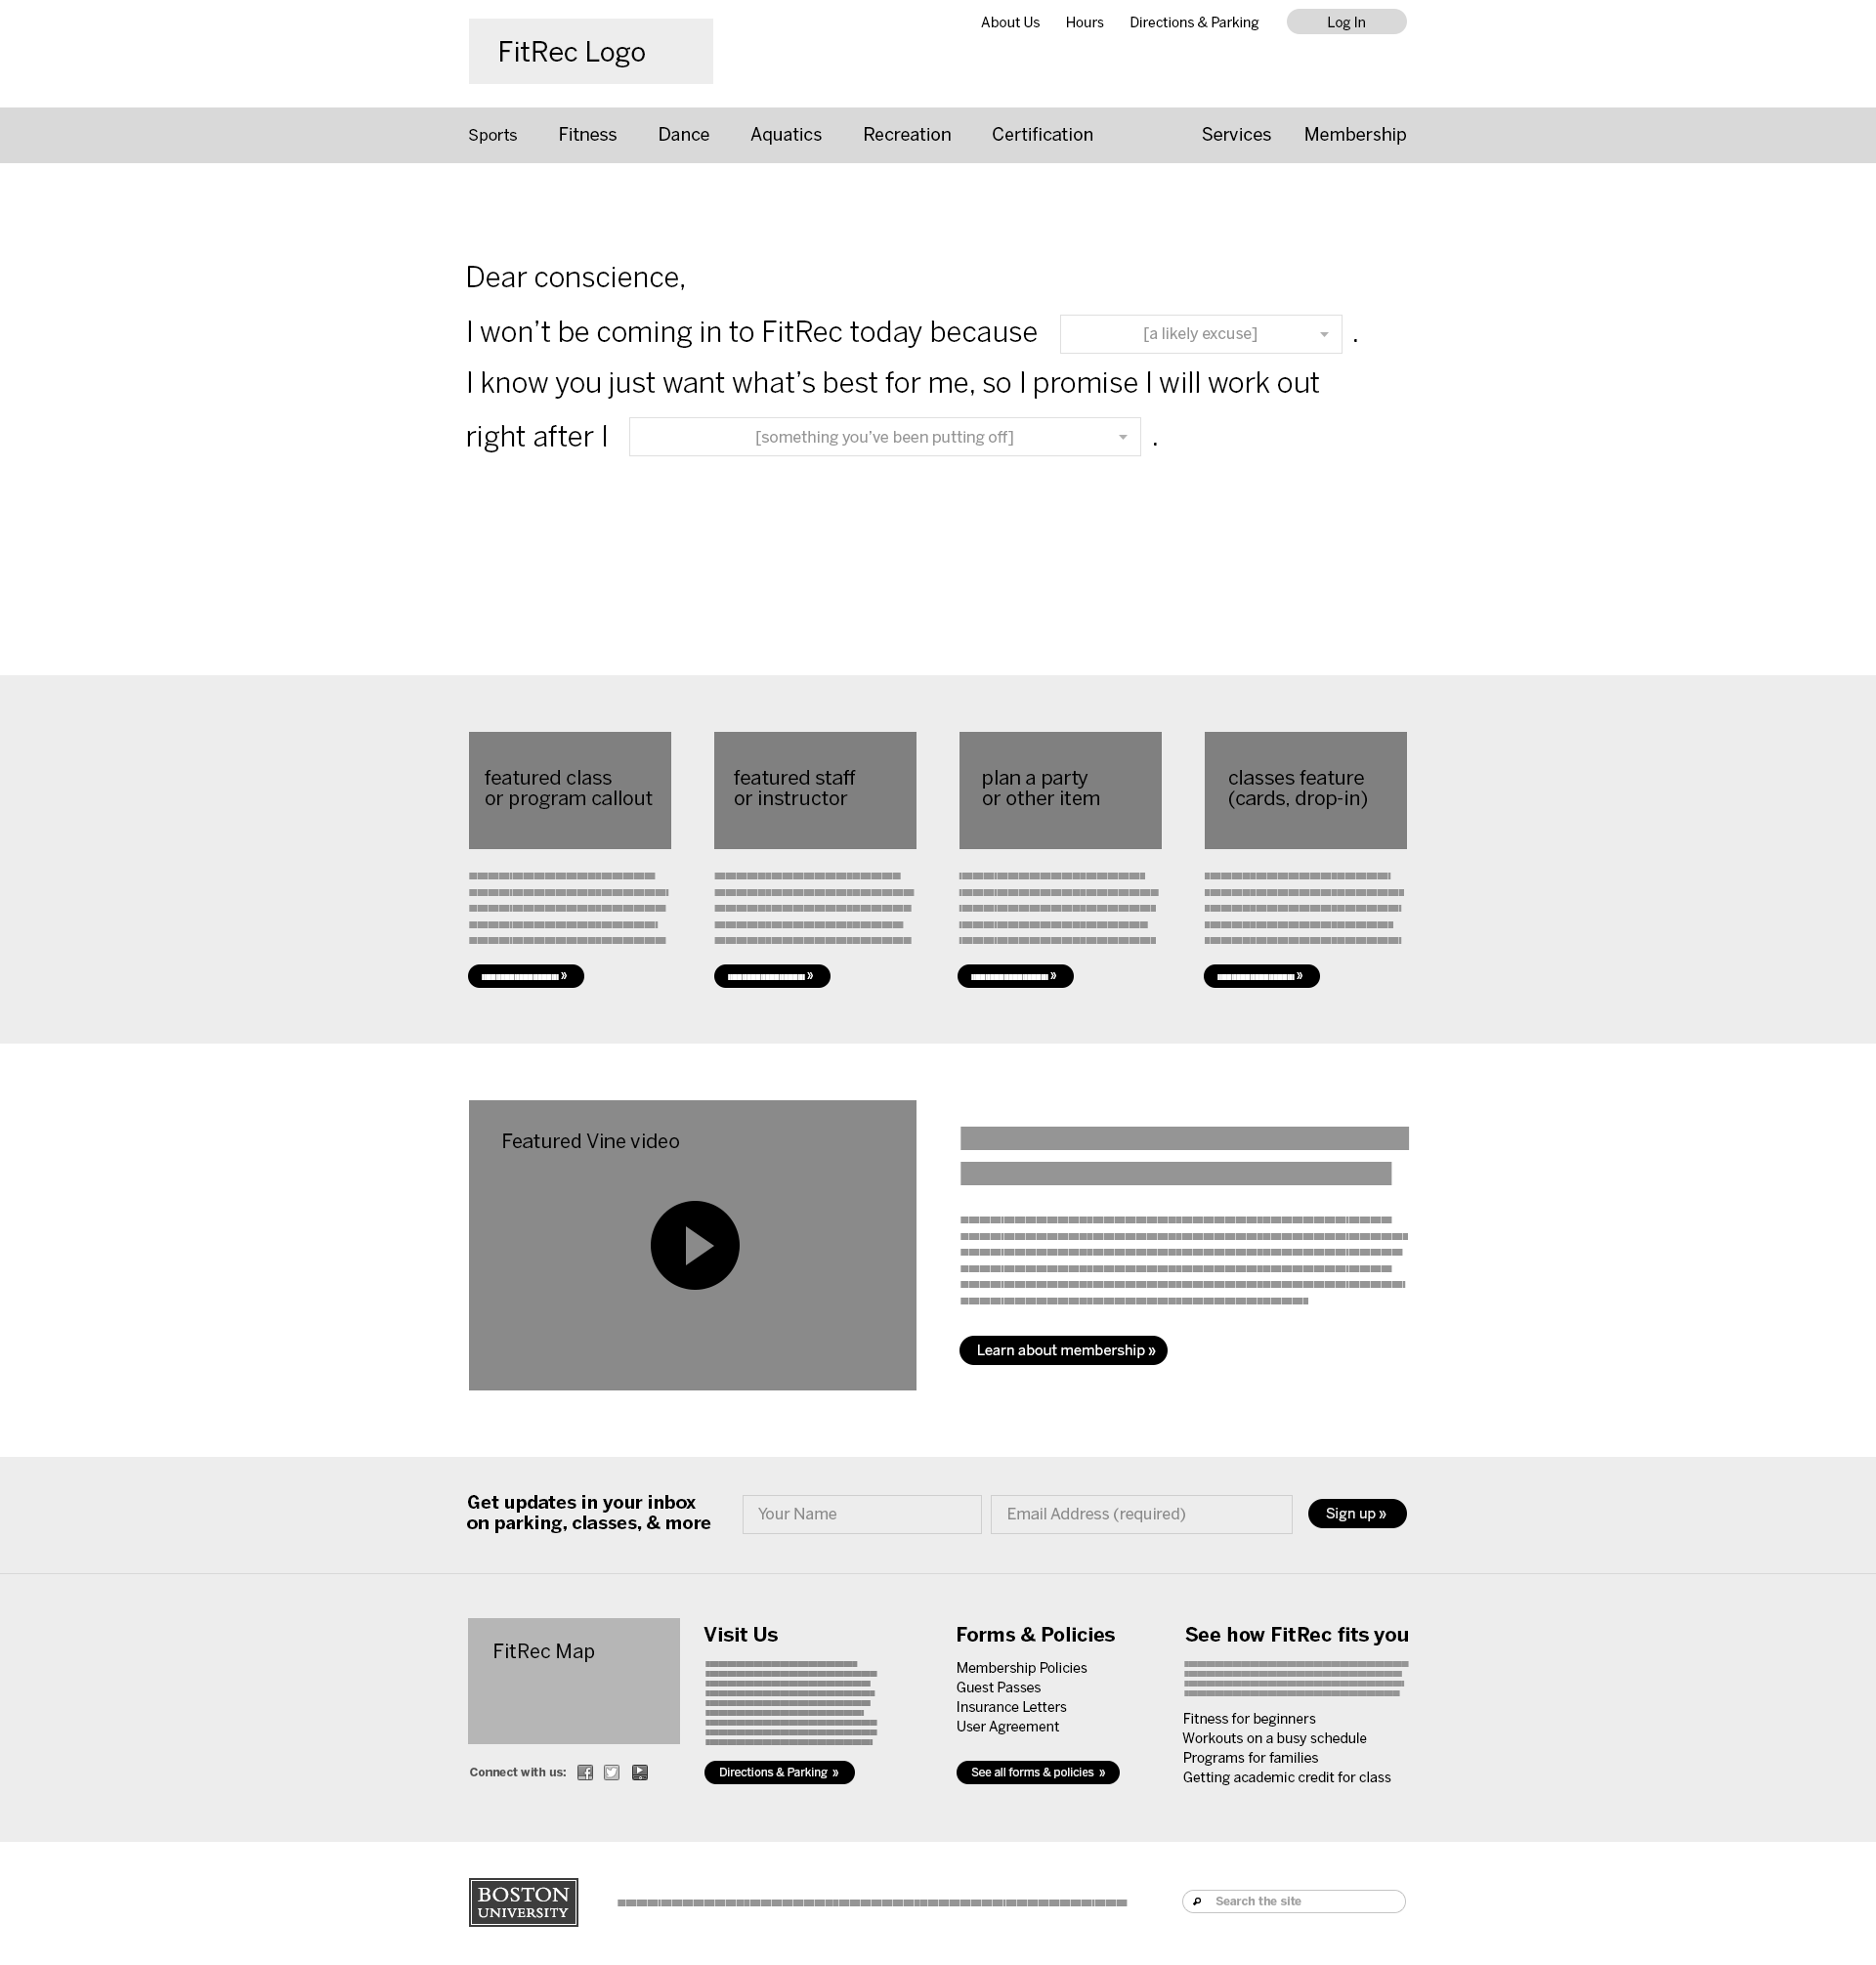 About Us Hours Directions & Parking Log In
FitRec Logo
Sports Fitness Dance Aquatics Recreation Certification Services Membership
Dear conscience,
I won’t be coming in to FitRec today because [a likely excuse] .
I know you just want what’s best for me, so I promise I will work out
right after I [something you’ve been putting off] .
featured class
or program callout
featured staff
or instructor
plan a party
or other item
classes feature
(cards, drop-in)
»
»
»
»
Featured Vine video
Learn about membership »
Get updates in your inbox
on parking, classes, & more
Your Name
Email Address (required)
Sign up »
FitRec Map
Connect with us:
Visit Us
Directions & Parking »
Forms & Policies
Membership Policies
Guest Passes
Insurance Letters
User Agreement
See all forms & policies »
See how FitRec fits you
Fitness for beginners
Workouts on a busy schedule
Programs for families
Getting academic credit for class
BOSTON
UNIVERSITY
Search the site